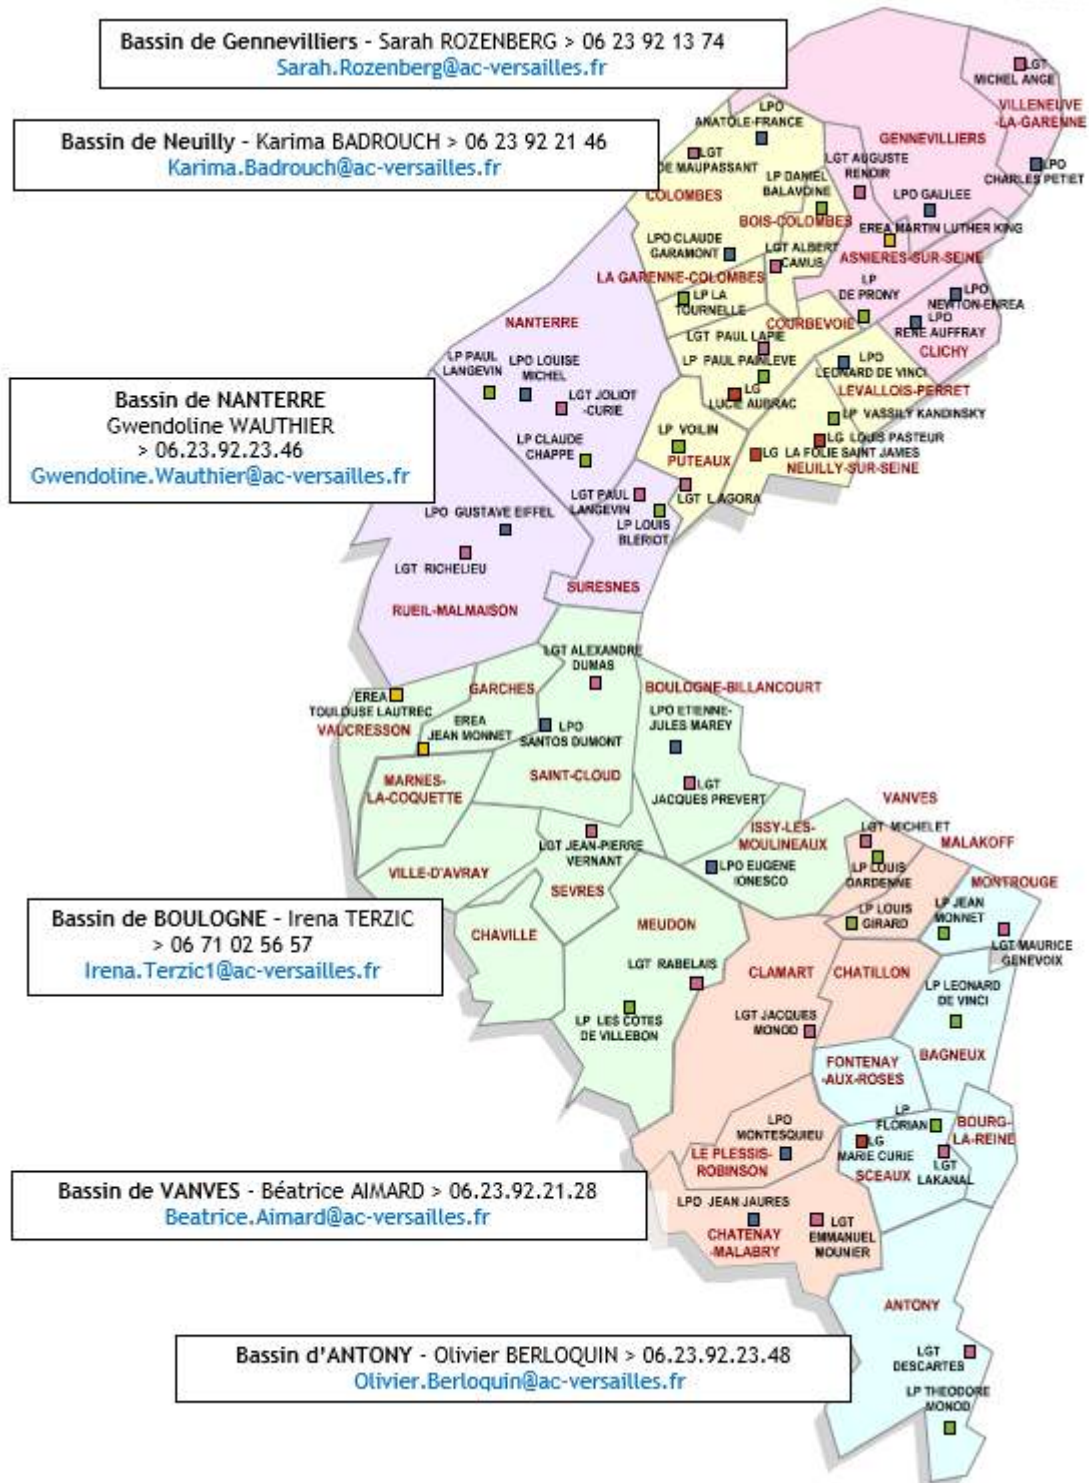 Bassin de Gennevilliers - Sarah ROZENBERG > 06 23 92 13 74
Sarah.Rozenberg@ac-versailles.fr
Bassin de Neuilly - Karima BADROUCH > 06 23 92 21 46
Karima.Badrouch@ac-versailles.fr
LGT
MICHEL ANGE
VILLENEUVE
-LA-GARENNE
LPO
ANATOLE-FRANCE
GENNEVILLIERS
LGT
DE MAUPASSANT
LGT AUGUSTE
RENOIR
LPO
CHARLES PETIET
LP DANIEL
BALAVOINE
COLOMBES
LPO GALILEE
BOIS-COLOMBES
EREA MARTIN LUTHER KING
LPO CLAUDE
GARAMONT
LGT ALBERT
CAMUS
ASNIERES-SUR-SEINE
LA GARENNE-COLOMBES
LP
DE PRONY
LPO
NEWTON-ENREA
LP LA
TOURNELLE
NANTERRE
COURBEVOIE
LPO
RENE AUFFRAY
LGT PAUL LAPIE
CLICHY
LP PAUL
LANGEVIN
LPO LOUISE
MICHEL
LP PAUL PAINLEVE
LPO
LEONARD DE VINCI
LEVALLOIS-PERRET
LGT JOLIOT
-CURIE
LG
LUCIE AUBRAC
LP VASSILY KANDINSKY
Bassin de NANTERRE
Gwendoline WAUTHIER
> 06.23.92.23.46
Gwendoline.Wauthier@ac-versailles.fr
LP CLAUDE
CHAPPE
LP VOILIN
LG LOUIS PASTEUR
LG LA FOLIE SAINT JAMES
PUTEAUX
NEUILLY-SUR-SEINE
LGT PAUL
LANGEVIN
LGT L AGORA
LPO GUSTAVE EIFFEL
LP LOUIS
BLERIOT
LGT RICHELIEU
SURESNES
RUEIL-MALMAISON
LGT ALEXANDRE
DUMAS
GARCHES
BOULOGNE-BILLANCOURT
EREA
TOULOUSE LAUTREC
VAUCRESSON
EREA
JEAN MONNET
LPO
SANTOS DUMONT
LPO ETIENNE-
JULES MAREY
MARNES-
LA-COQUETTE
SAINT-CLOUD
LGT
JACQUES PREVERT
VANVES
ISSY-LES-
MOULINEAUX
LGT MICHELET
MALAKOFF
LGT JEAN-PIERRE
VERNANT
VILLE-D'AVRAY
LPO EUGENE
IONESCO
LP LOUIS
DARDENNE
MONTROUGE
SEVRES
LP LOUIS
GIRARD
LP JEAN
MONNET
Bassin de BOULOGNE - Irena TERZIC
> 06 71 02 56 57
Irena.Terzic1@ac-versailles.fr
CHAVILLE
MEUDON
LGT MAURICE
GENEVOIX
LGT RABELAIS
CLAMART
CHATILLON
LP LEONARD
DE VINCI
LP LES COTES
DE VILLEBON
LGT JACQUES
MONOD
BAGNEUX
FONTENAY
-AUX-ROSES
LP
FLORIAN
BOURG-
LA-REINE
LPO
MONTESQUIEU
LG
MARIE CURIE
LE PLESSIS-
ROBINSON
SCEAUX
LGT
LAKANAL
Bassin de VANVES - Béatrice AIMARD > 06.23.92.21.28
Beatrice.Aimard@ac-versailles.fr
LPO JEAN JAURES
LGT
EMMANUEL
MOUNIER
CHATENAY
-MALABRY
ANTONY
Bassin d'ANTONY - Olivier BERLOQUIN > 06.23.92.23.48
Olivier.Berloquin@ac-versailles.fr
LGT
DESCARTES
LP THEODORE
MONOD